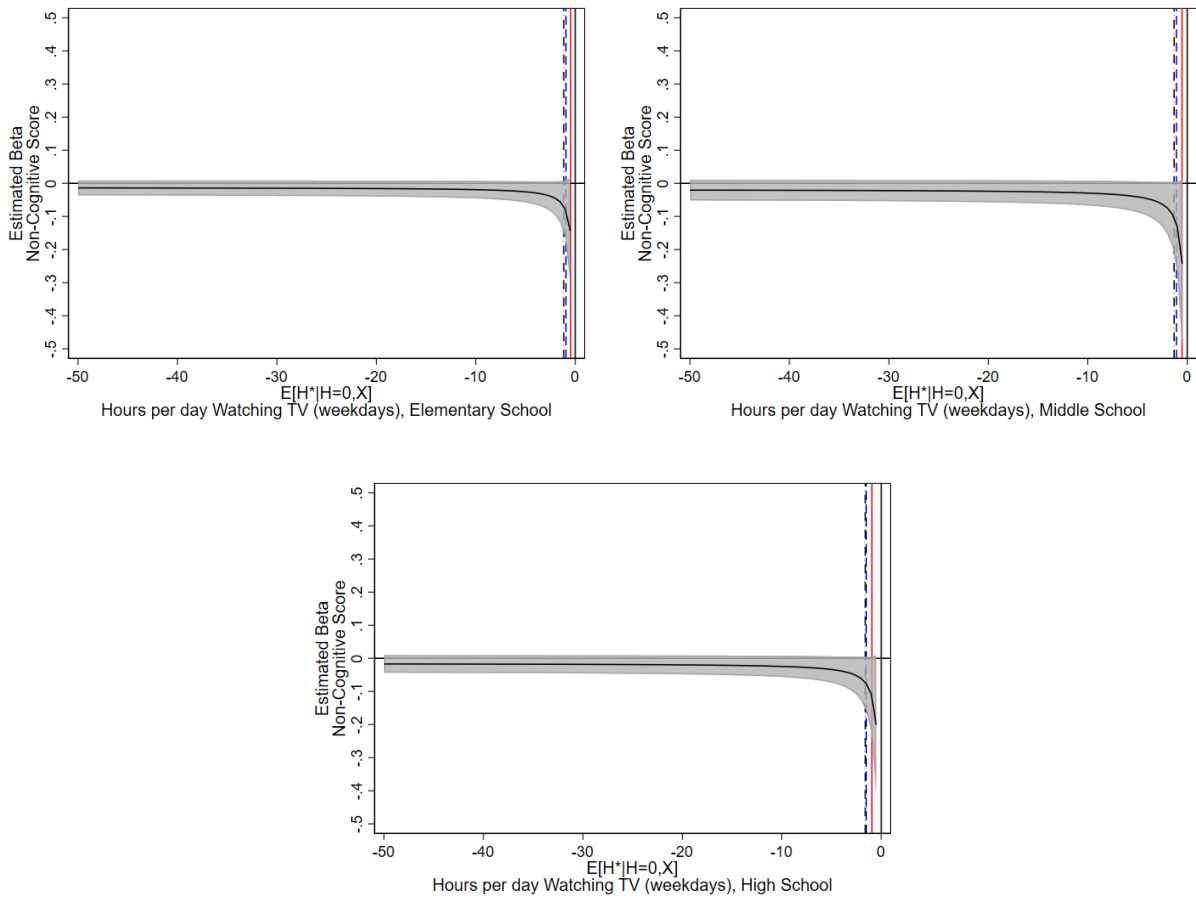 .5
.4
.3
.2
.1
0
-.1
-.2
-.3
-.4
-.5
Estimated Beta
Non-Cognitive Score
-50 -40 -30 -20 -10 0
E[H*|H=0,X]
Hours per day Watching TV (weekdays), Elementary School
.5
.4
.3
.2
.1
0
-.1
-.2
-.3
-.4
-.5
Estimated Beta
Non-Cognitive Score
-50 -40 -30 -20 -10 0
E[H*|H=0,X]
Hours per day Watching TV (weekdays), Middle School
.5
.4
.3
.2
.1
0
-.1
-.2
-.3
-.4
-.5
Estimated Beta
Non-Cognitive Score
-50 -40 -30 -20 -10 0
E[H*|H=0,X]
Hours per day Watching TV (weekdays), High School